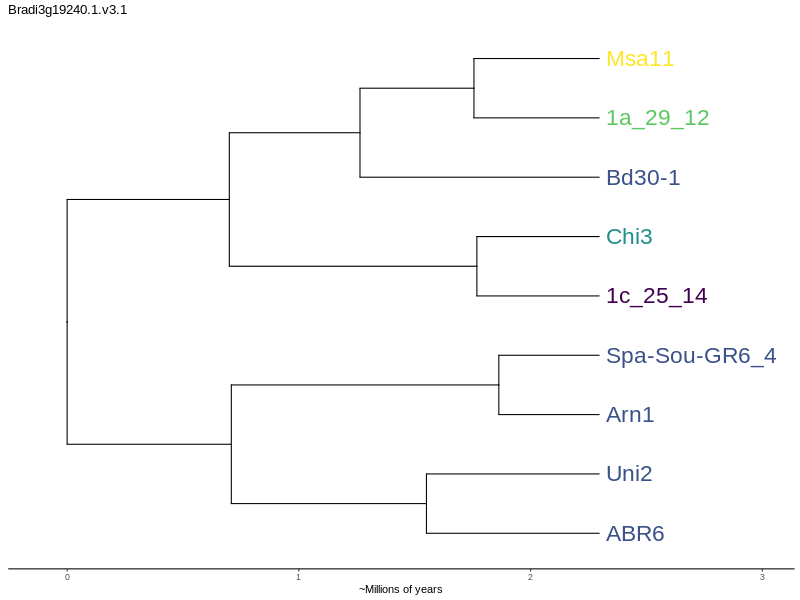 Bradi3g19240.1.v3.1
Msa11
1a_29_12
Bd30-1
Chi3
1c_25_14
Spa-Sou-GR6_4
Arn1
Uni2
ABR6
0 1 2 3
~Millions of years